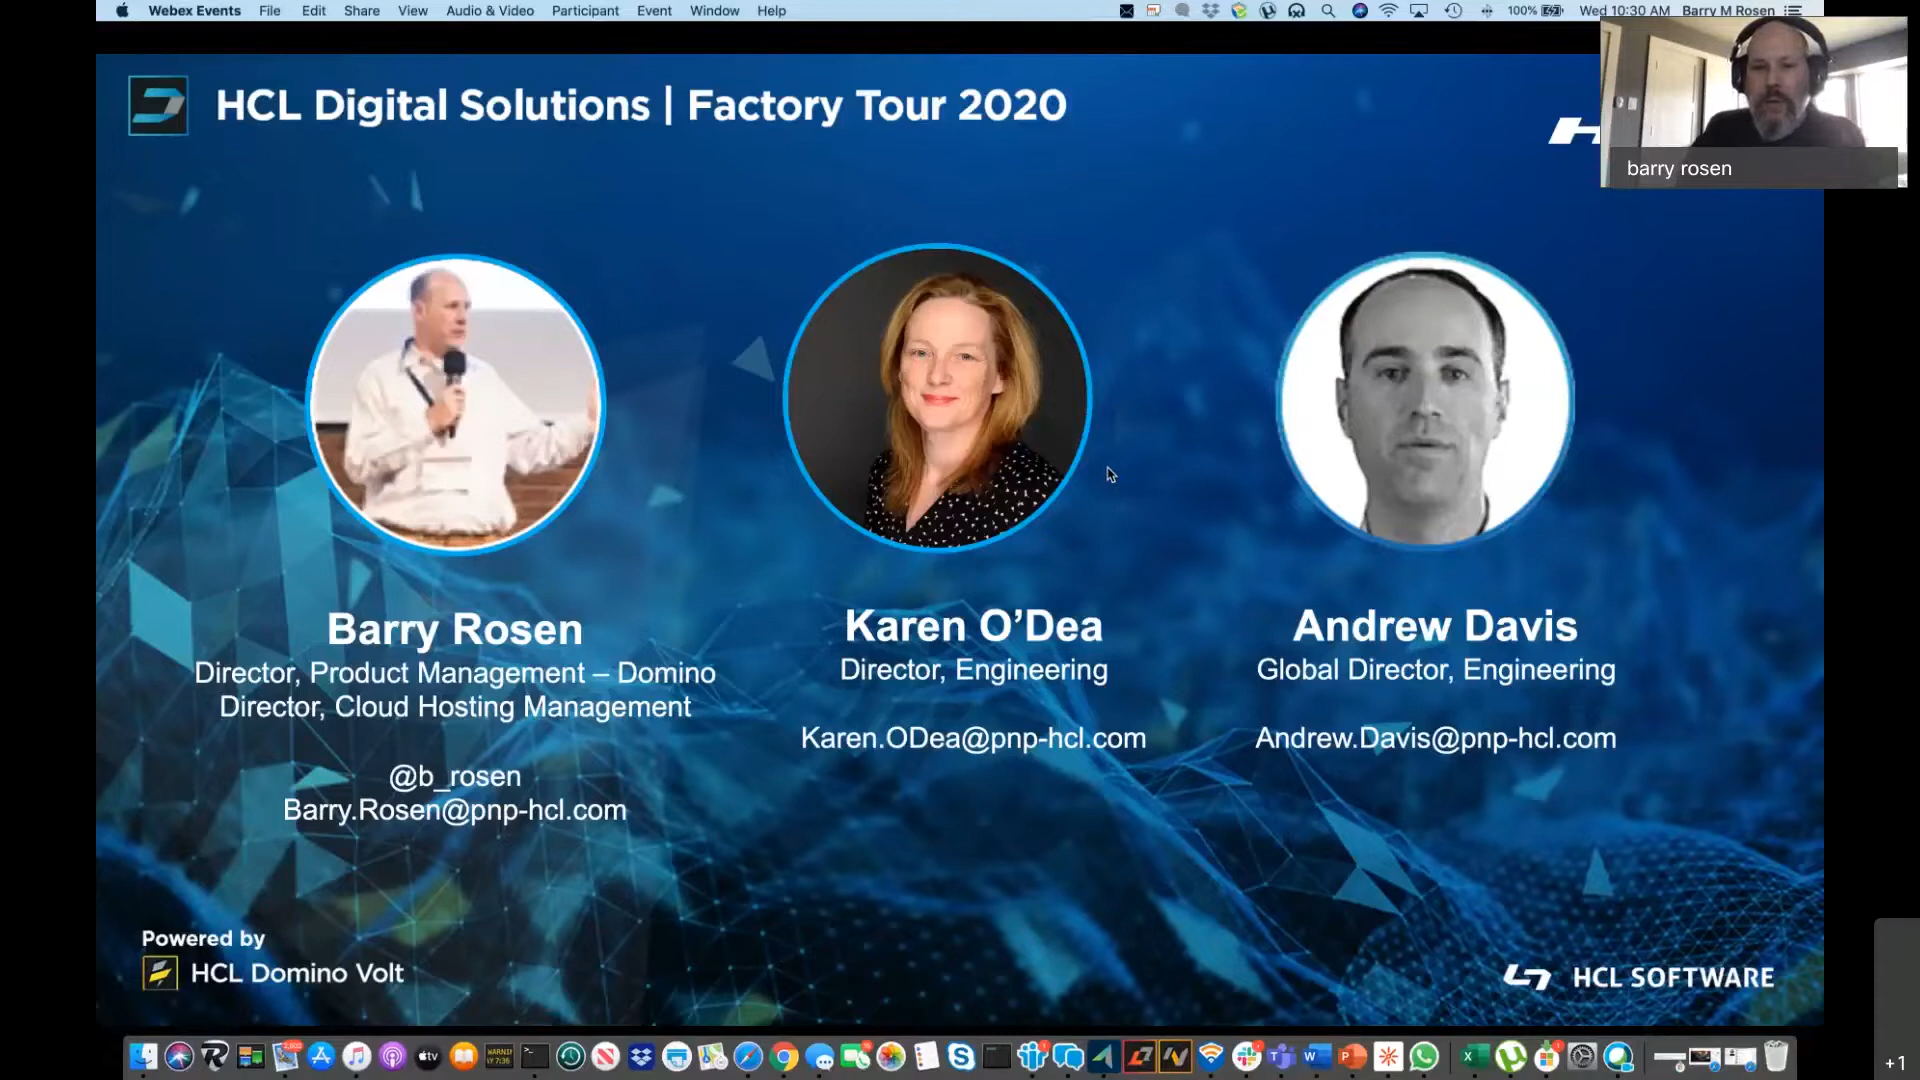 Webex Events File Edit Share View Audio & Video Participant Event Window Help 100% Wed 10:30 AM Barry M Rosen
HCL Digital Solutions | Factory Tour 2020
barry rosen
Barry Rosen
Director, Product Management – Domino
Director, Cloud Hosting Management
@b_rosen
Barry.Rosen@pnp-hcl.com
Karen O’Dea
Director, Engineering
Karen.ODea@pnp-hcl.com
Andrew Davis
Global Director, Engineering
Andrew.Davis@pnp-hcl.com
Powered by
HCL Domino Volt
HCL SOFTWARE
+1